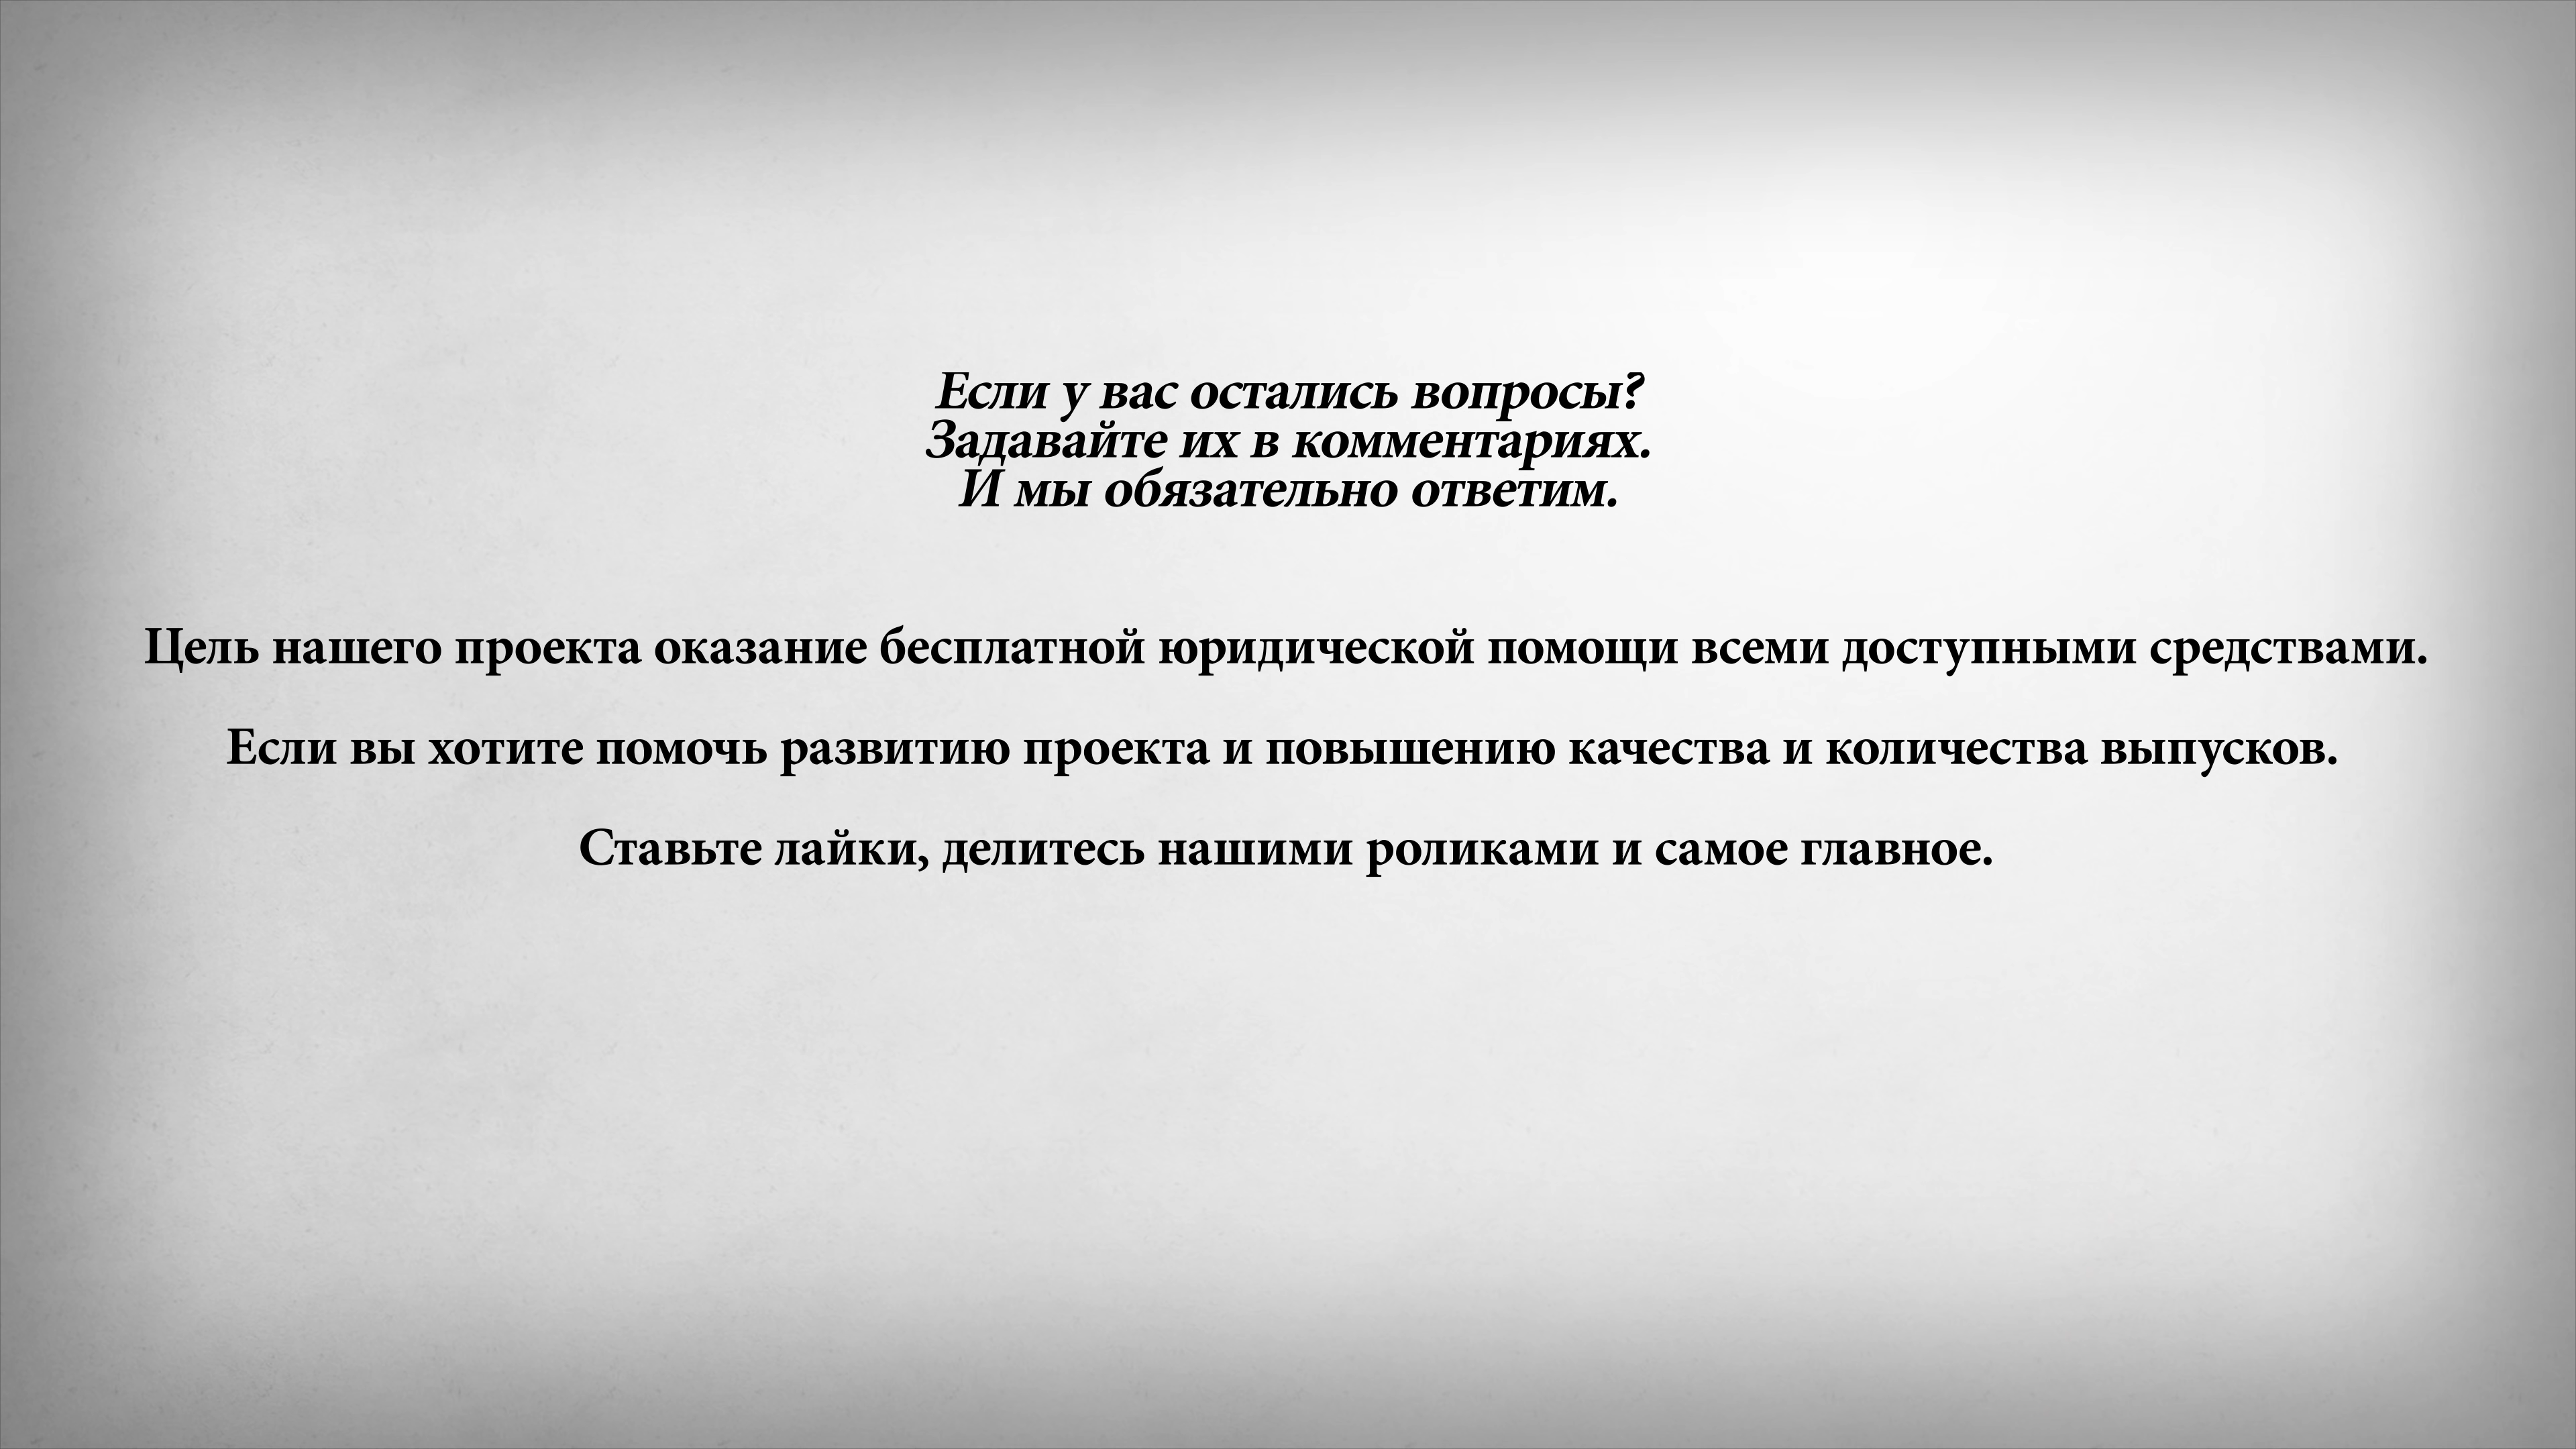 Если у вас остались вопросы?
Задавайте их в комментариях.
И мы обязательно ответим.
Цель нашего проекта оказание бесплатной юридической помощи всеми доступными средствами.
Если вы хотите помочь развитию проекта и повышению качества и количества выпусков.
Ставьте лайки, делитесь нашими роликами и самое главное.